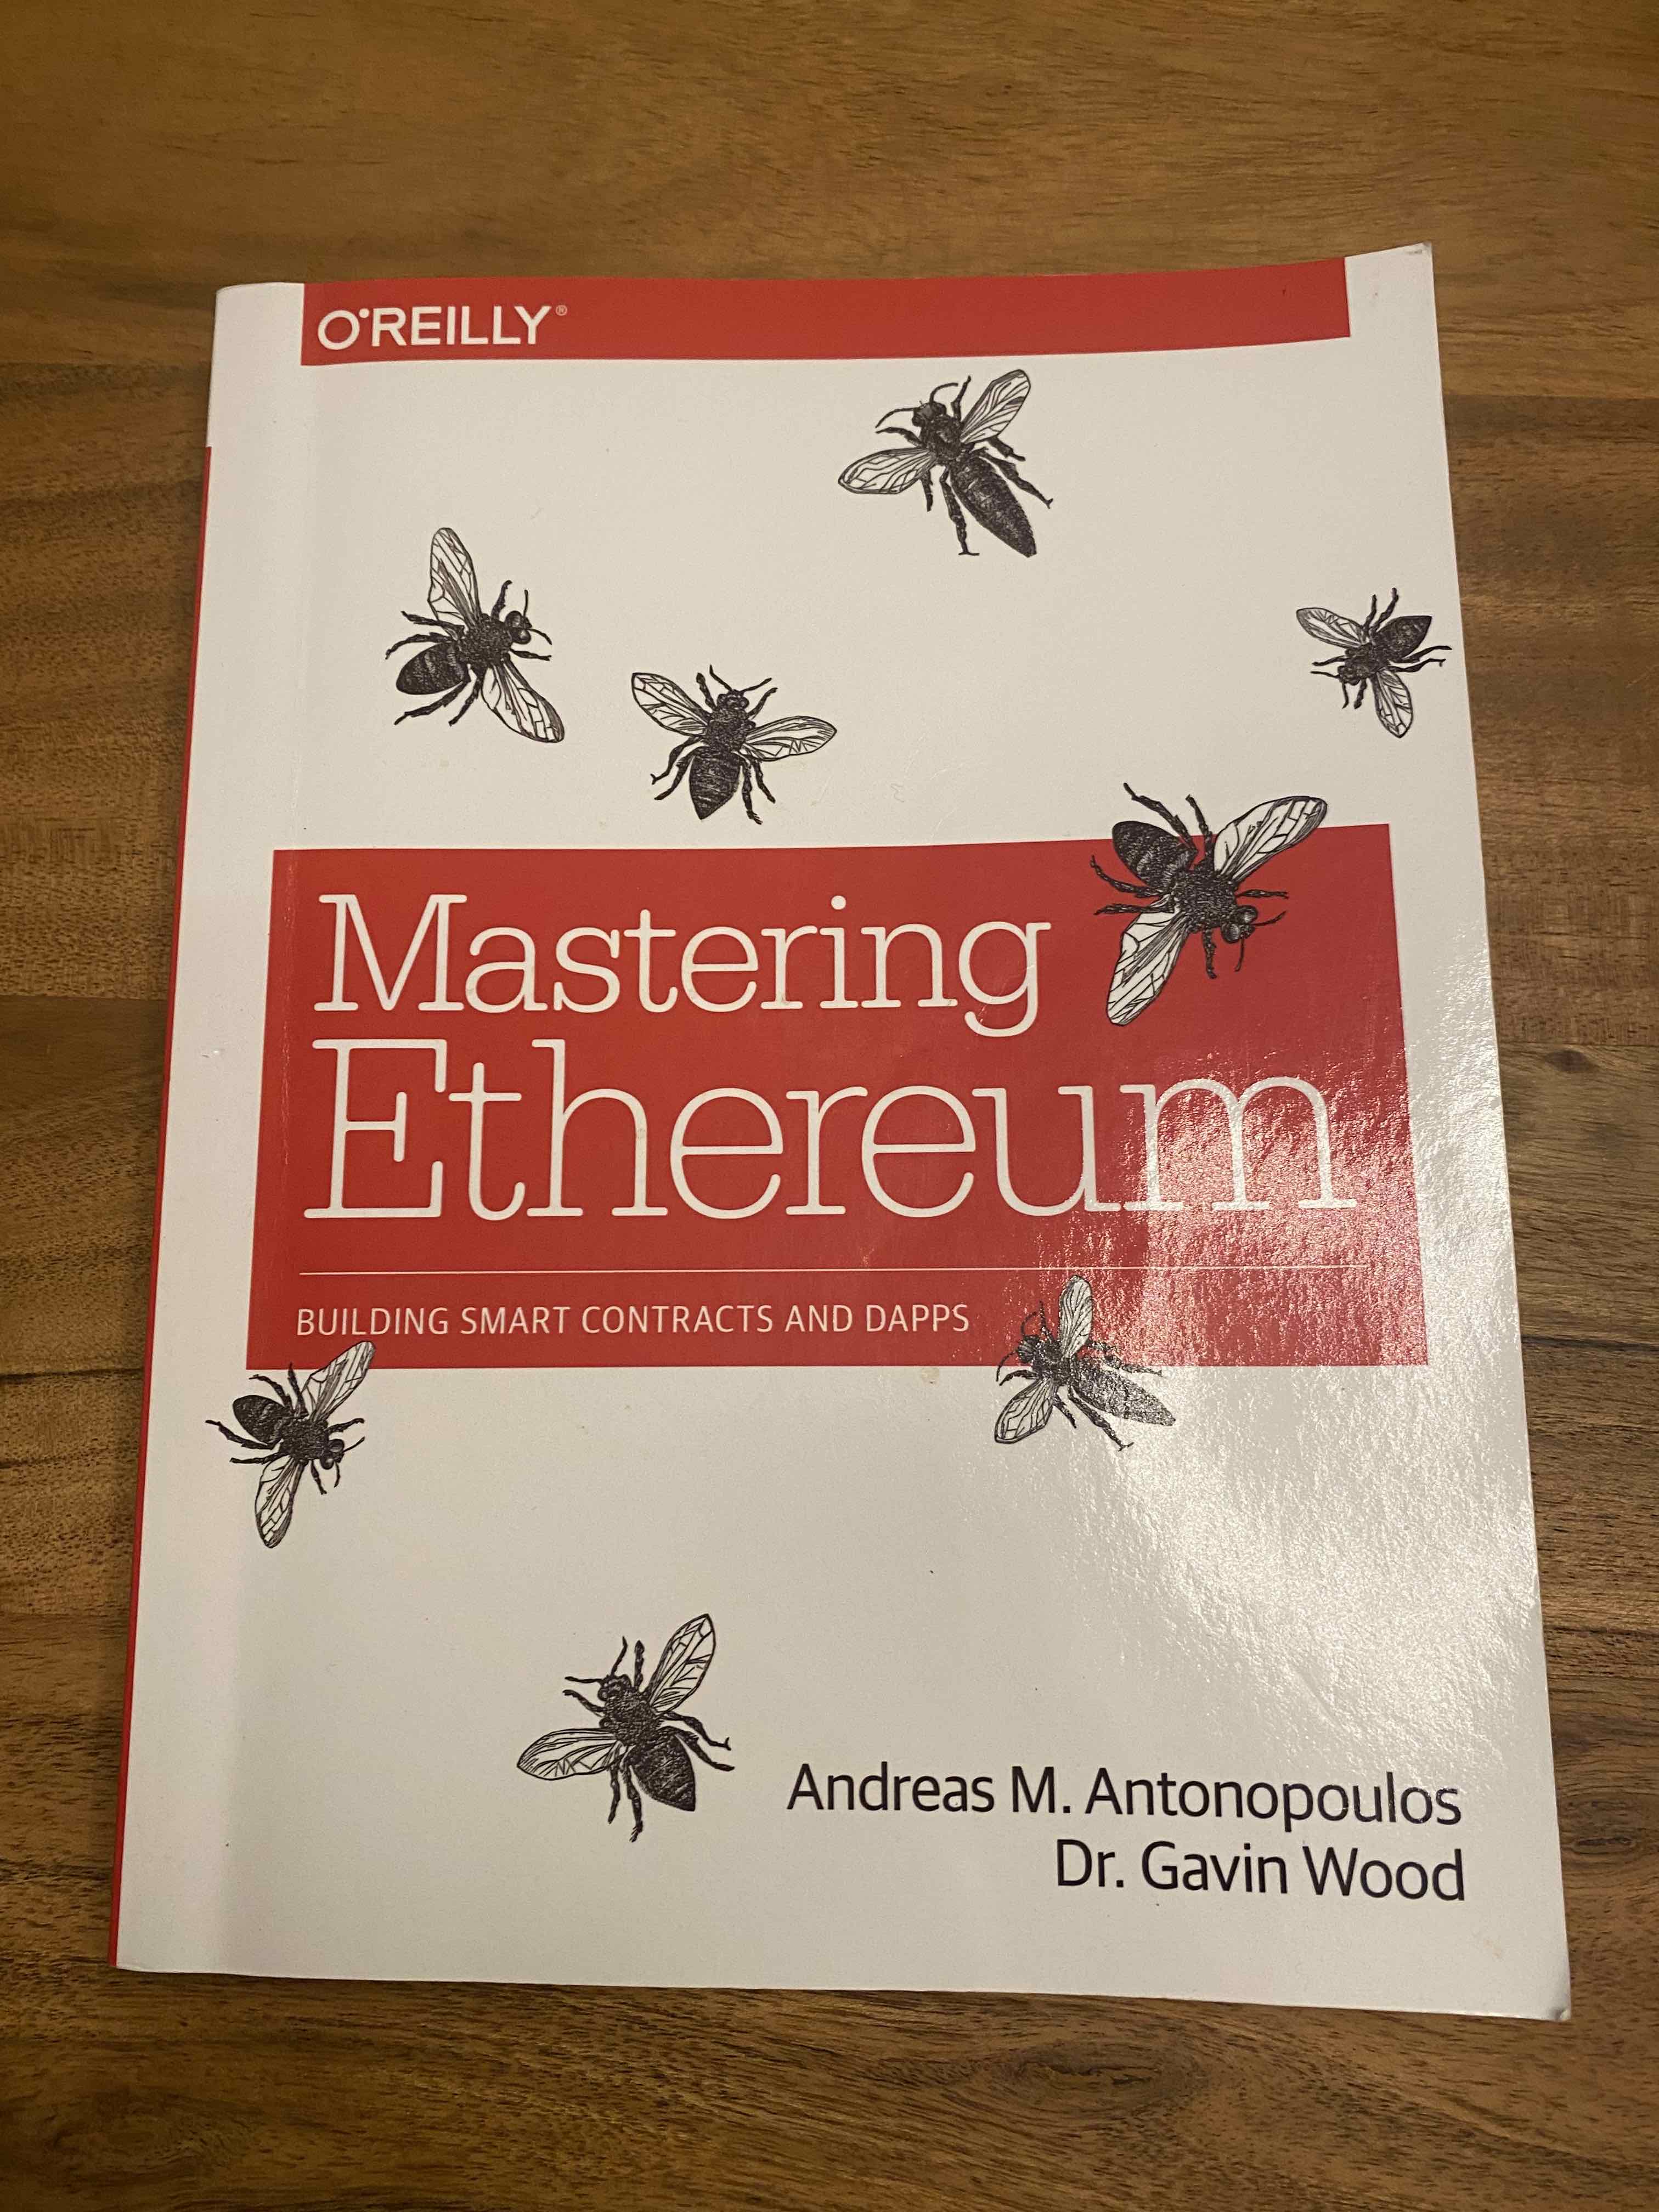 O'REILLY®
Mastering
Ethereum
BUILDING SMART CONTRACTS AND DAPPS
Andreas M. Antonopoulos
Dr. Gavin Wood